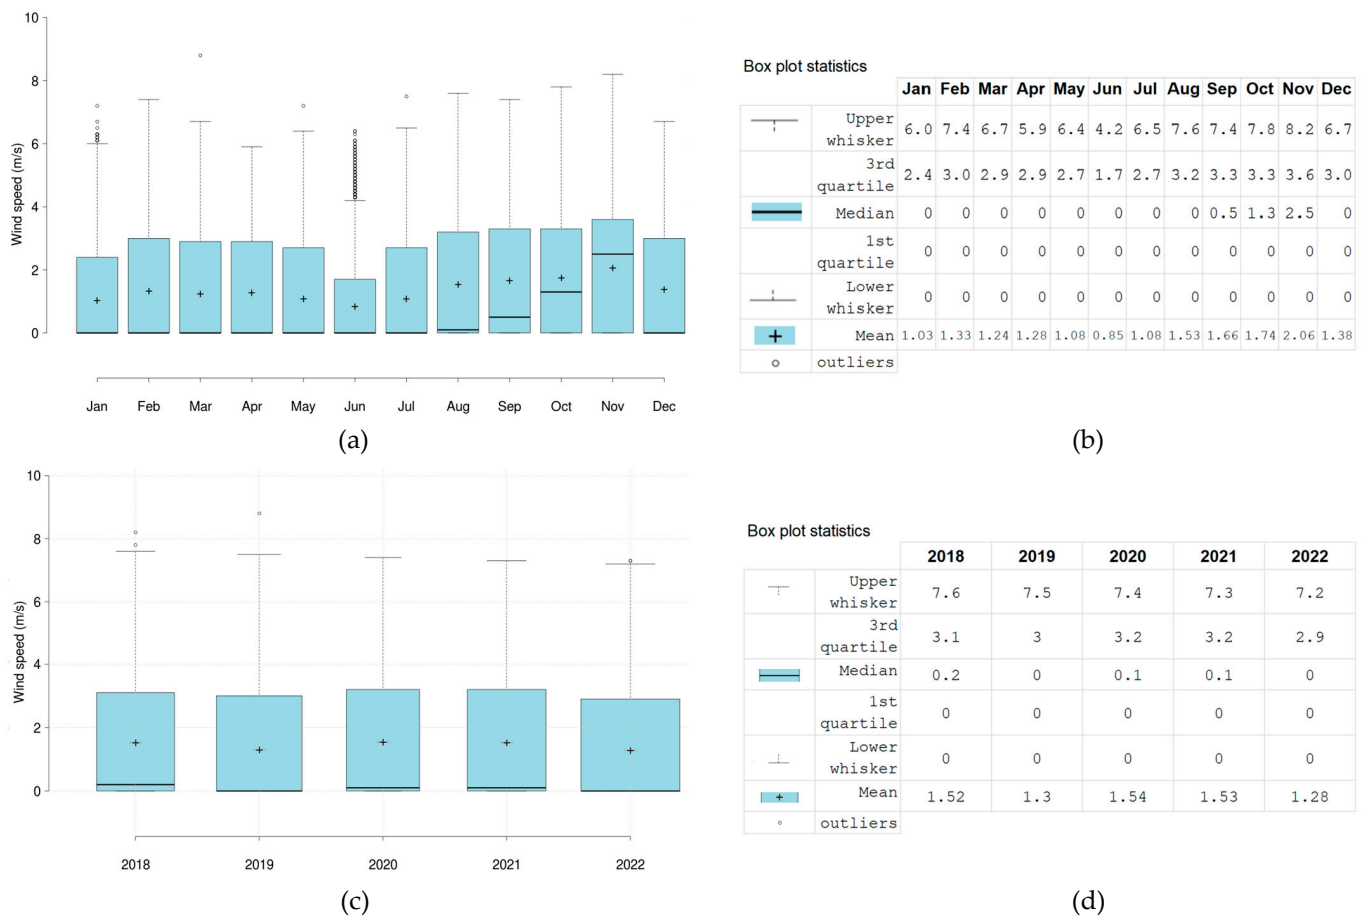 10
8
6
4
2
0
Wind speed (m/s)
Jan Feb Mar Apr May Jun Jul Aug Sep Oct Nov Dec
(a)
Box plot statistics
Jan Feb Mar Apr May Jun Jul Aug Sep Oct Nov Dec
Upper
whisker 6.0 7.4 6.7 5.9 6.4 4.2 6.5 7.6 7.4 7.8 8.2 6.7
3rd
quartile 2.4 3.0 2.9 2.9 2.7 1.7 2.7 3.2 3.3 3.3 3.6 3.0
Median 0 0 0 0 0 0 0 0 0.5 1.3 2.5 0
1st
quartile 0 0 0 0 0 0 0 0 0 0 0 0
Lower
whisker 0 0 0 0 0 0 0 0 0 0 0 0
Mean 1.03 1.33 1.24 1.28 1.08 0.85 1.08 1.53 1.66 1.74 2.06 1.38
outliers
(b)
10
8
6
4
2
0
Wind speed (m/s)
2018 2019 2020 2021 2022
(c)
Box plot statistics
2018 2019 2020 2021 2022
Upper
whisker 7.6 7.5 7.4 7.3 7.2
3rd
quartile 3.1 3 3.2 3.2 2.9
Median 0.2 0 0.1 0.1 0
1st
quartile 0 0 0 0 0
Lower
whisker 0 0 0 0 0
Mean 1.52 1.3 1.54 1.53 1.28
outliers
(d)